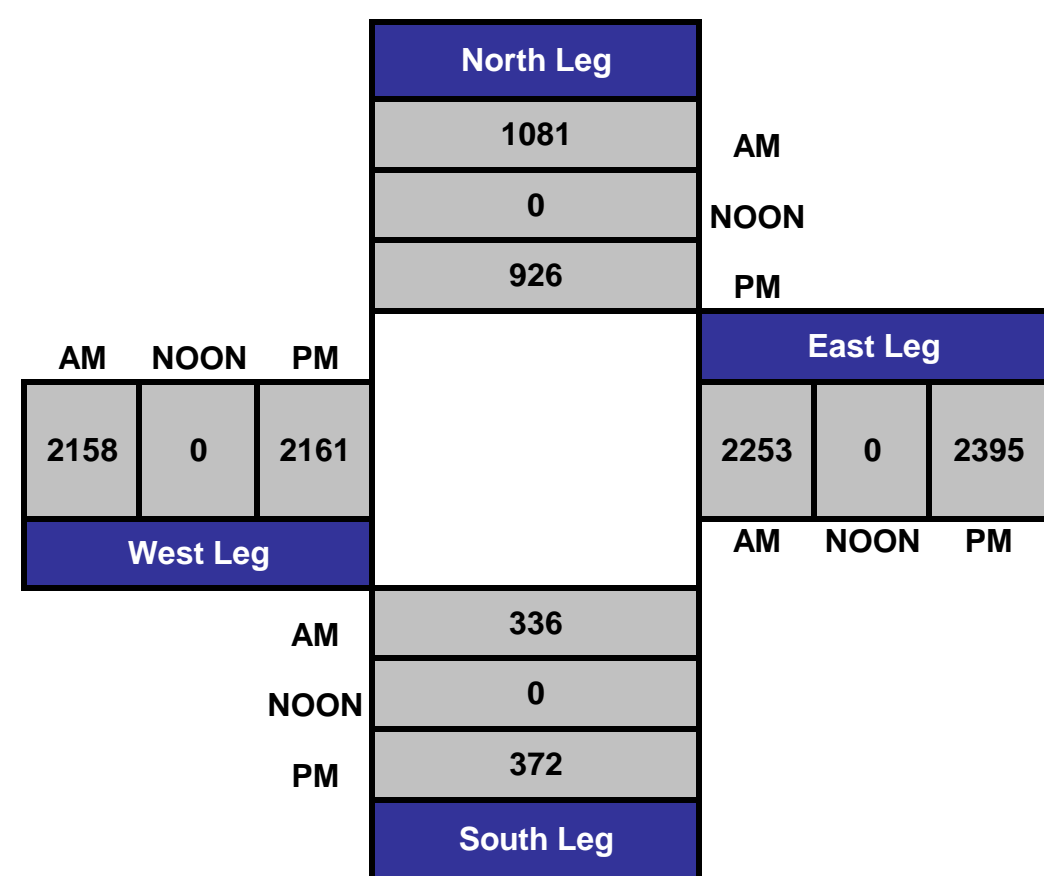 North Leg
1081
AM
0
NOON
926
PM
AM NOON PM
East Leg
2158 0 2161
2253 0 2395
West Leg
AM NOON PM
AM
336
NOON
0
PM
372
South Leg